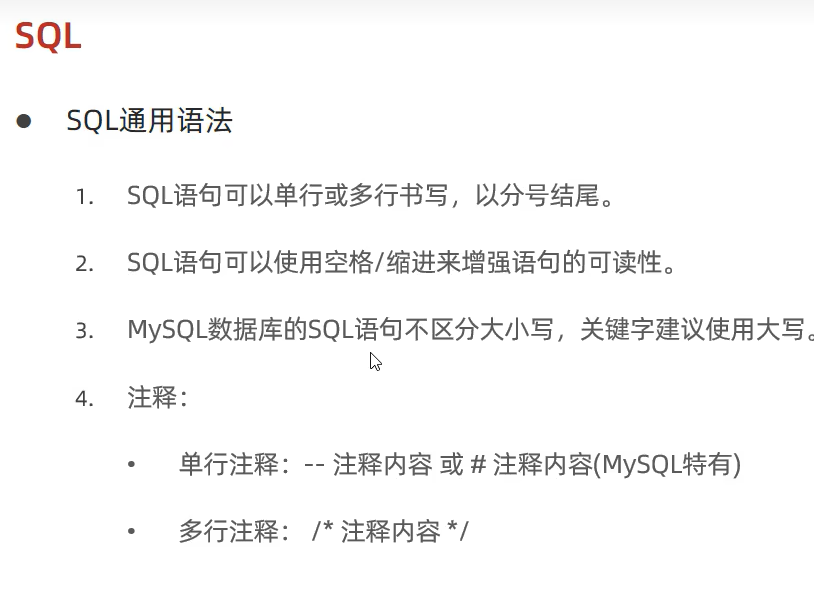 SQL
● SQL通用语法
1. SQL语句可以单行或多行书写，以分号结尾。
2. SQL语句可以使用空格/缩进来增强语句的可读性。
3. MySQL数据库的SQL语句不区分大小写，关键字建议使用大写。
4. 注释：
• 单行注释：-- 注释内容 或 # 注释内容(MySQL特有)
• 多行注释： /* 注释内容 */